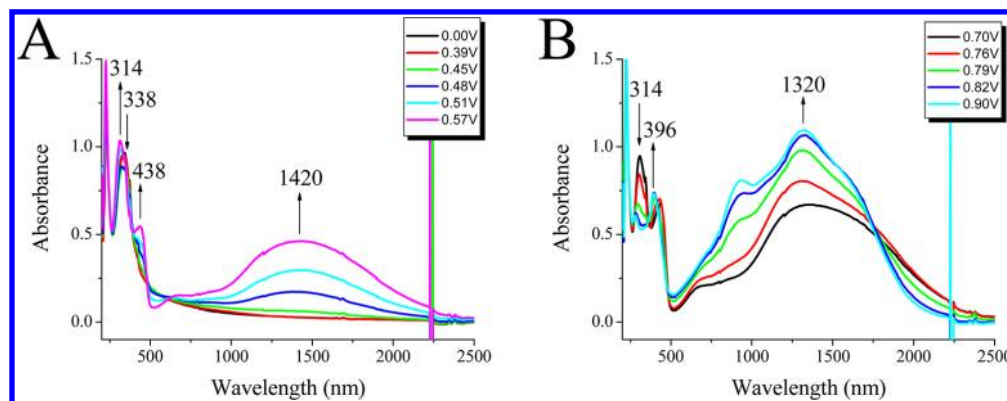 A
0.00V
0.39V
0.45V
0.48V
0.51V
0.57V
1.5
1.0
0.5
0.0
314
338
438
1420
Absorbance
500
1000
1500
2000
2500
Wavelength (nm)
B
0.70V
0.76V
0.79V
0.82V
0.90V
1.5
1.0
0.5
0.0
314
396
1320
Absorbance
500
1000
1500
2000
2500
Wavelength (nm)